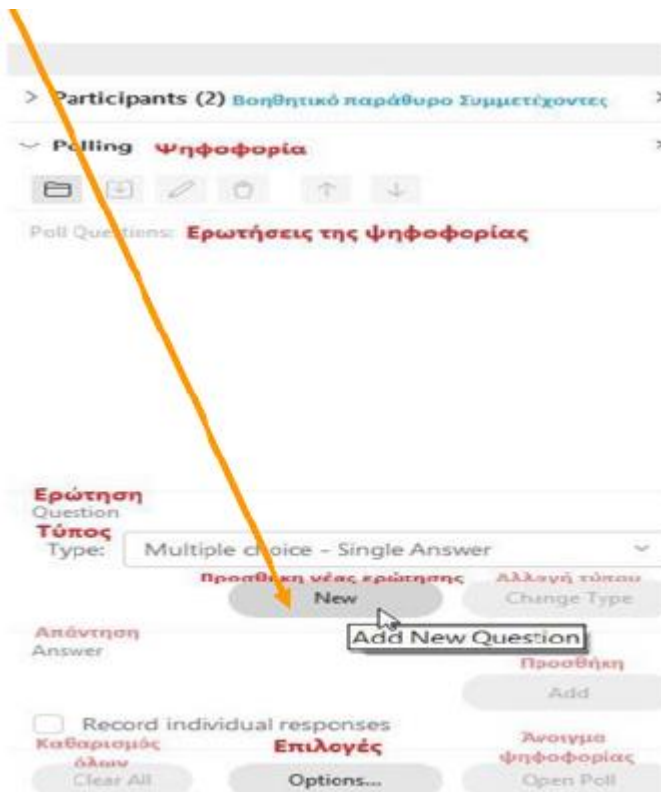 > Participants (2) Βοηθητικό παράθυρο Συμμετέχοντες
Polling Ψηφοφορία
Poll Questions: Ερωτήσεις της ψηφοφορίας
Ερώτηση
Question
Τύπος
Type: Multiple choice - Single Answer
Προσθήκη νέας ερώτησης Αλλαγή τύπου
New Change Type
Απάντηση
Add New Question
Answer
Προσθήκη
Add
Record individual responses
Καθαρισμός όλων
Επιλογές
Άνοιγμα ψηφοφορίας
Clear All Options... Open Poll